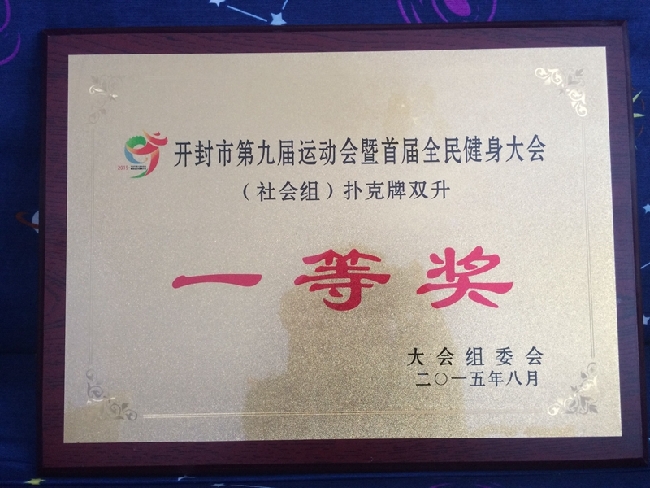 开封市第九届运动会暨首届全民健身大会
（社会组）扑克牌双升
一等奖
大会组委会
二〇一五年八月